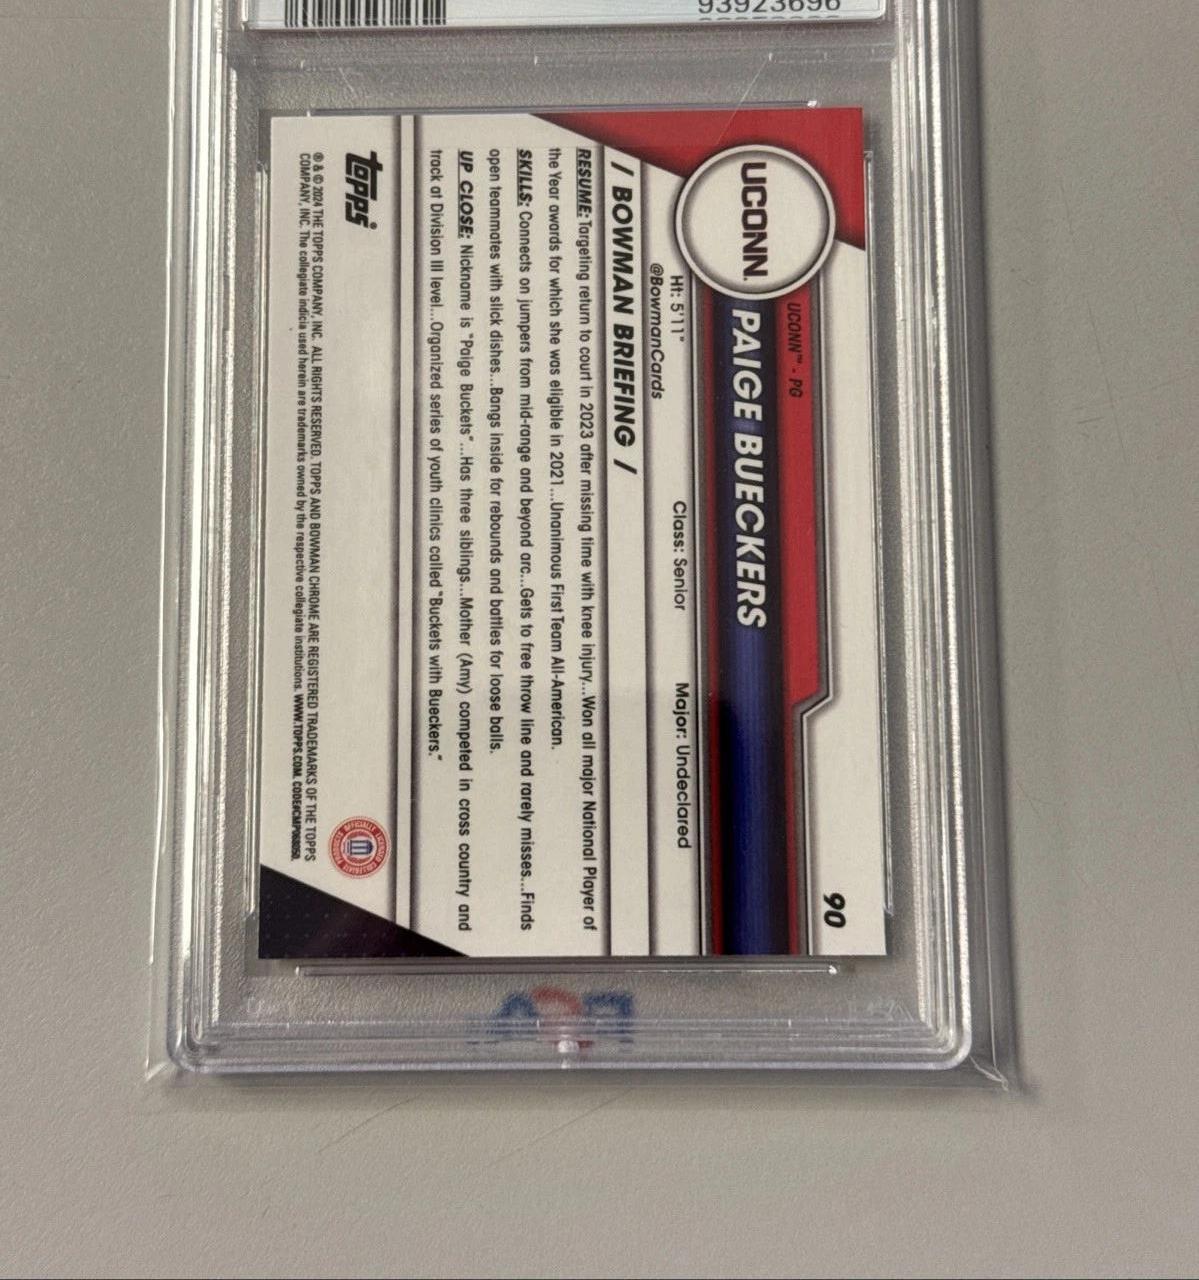 93923696
90
UCONN™ - PG
UCONN
PAIGE BUECKERS
Ht: 5'11" Class: Senior Major: Undeclared
@BowmanCards
/ BOWMAN BRIEFING /
RESUME: Targeting return to court in 2023 after missing time with knee injury...Won all major National Player of
the Year awards for which she was eligible in 2021...Unanimous First Team All-American.
SKILLS: Connects on jumpers from mid-range and beyond arc...Gets to free throw line and rarely misses...Finds
open teammates with slick dishes...Bangs inside for rebounds and battles for loose balls.
UP CLOSE: Nickname is "Paige Buckets"...Has three siblings...Mother (Amy) competed in cross country and
track at Division III level...Organized series of youth clinics called "Buckets with Bueckers."
topps
OFFICIALLY LICENSED COLLEGIATE PRODUCTS
® & © 2024 THE TOPPS COMPANY, INC. ALL RIGHTS RESERVED. TOPPS AND BOWMAN CHROME ARE REGISTERED TRADEMARKS OF THE TOPPS
COMPANY, INC. The collegiate indicia used herein are trademarks owned by the respective collegiate institutions. WWW.TOPPS.COM. CODE#CMP068050.